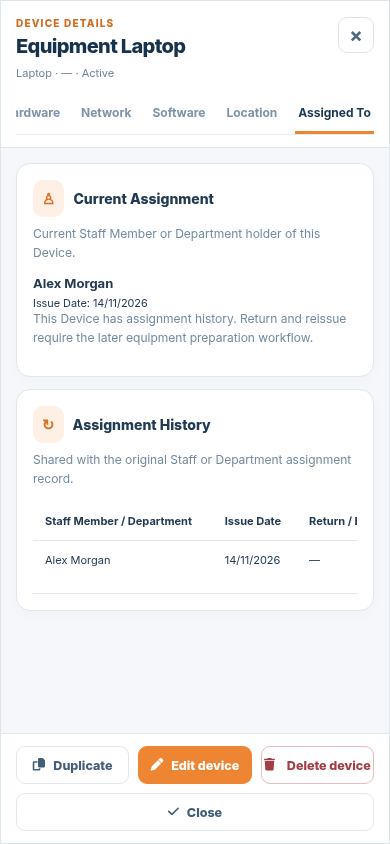 DEVICE DETAILS
Equipment Laptop
Laptop · — · Active
ardware Network Software Location Assigned To
Current Assignment
Current Staff Member or Department holder of this
Device.
Alex Morgan
Issue Date: 14/11/2026
This Device has assignment history. Return and reissue
require the later equipment preparation workflow.
Assignment History
Shared with the original Staff or Department assignment
record.
Staff Member / Department Issue Date Return /
Alex Morgan 14/11/2026 —
Duplicate Edit device Delete device
Close